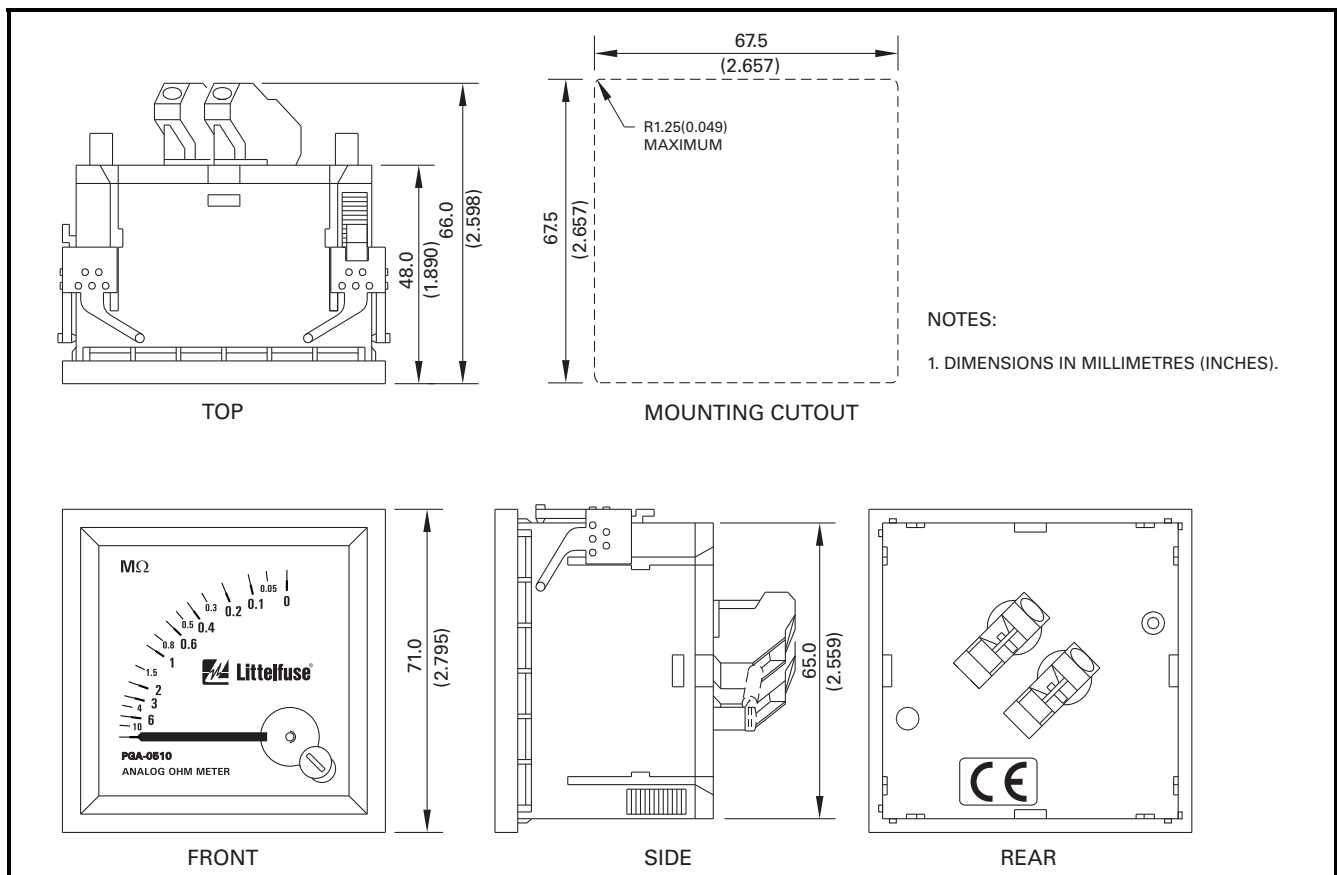 67.5
(2.657)
R1.25(0.049)
MAXIMUM
48.0
(1.890)
66.0
(2.598)
67.5
(2.657)
NOTES:
1. DIMENSIONS IN MILLIMETRES (INCHES).
TOP
MOUNTING CUTOUT
MΩ
0
0.05
0.1
0.2
0.3
0.4
0.5
0.6
0.8
1
1.5
2
3
4
6
10
Littelfuse®
PGA-0510
ANALOG OHM METER
71.0
(2.795)
65.0
(2.559)
CE
FRONT
SIDE
REAR